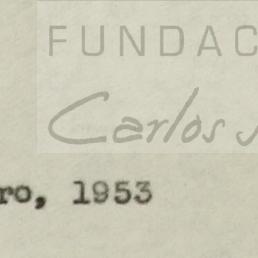 FUNDAC
Carlos
ro, 1953